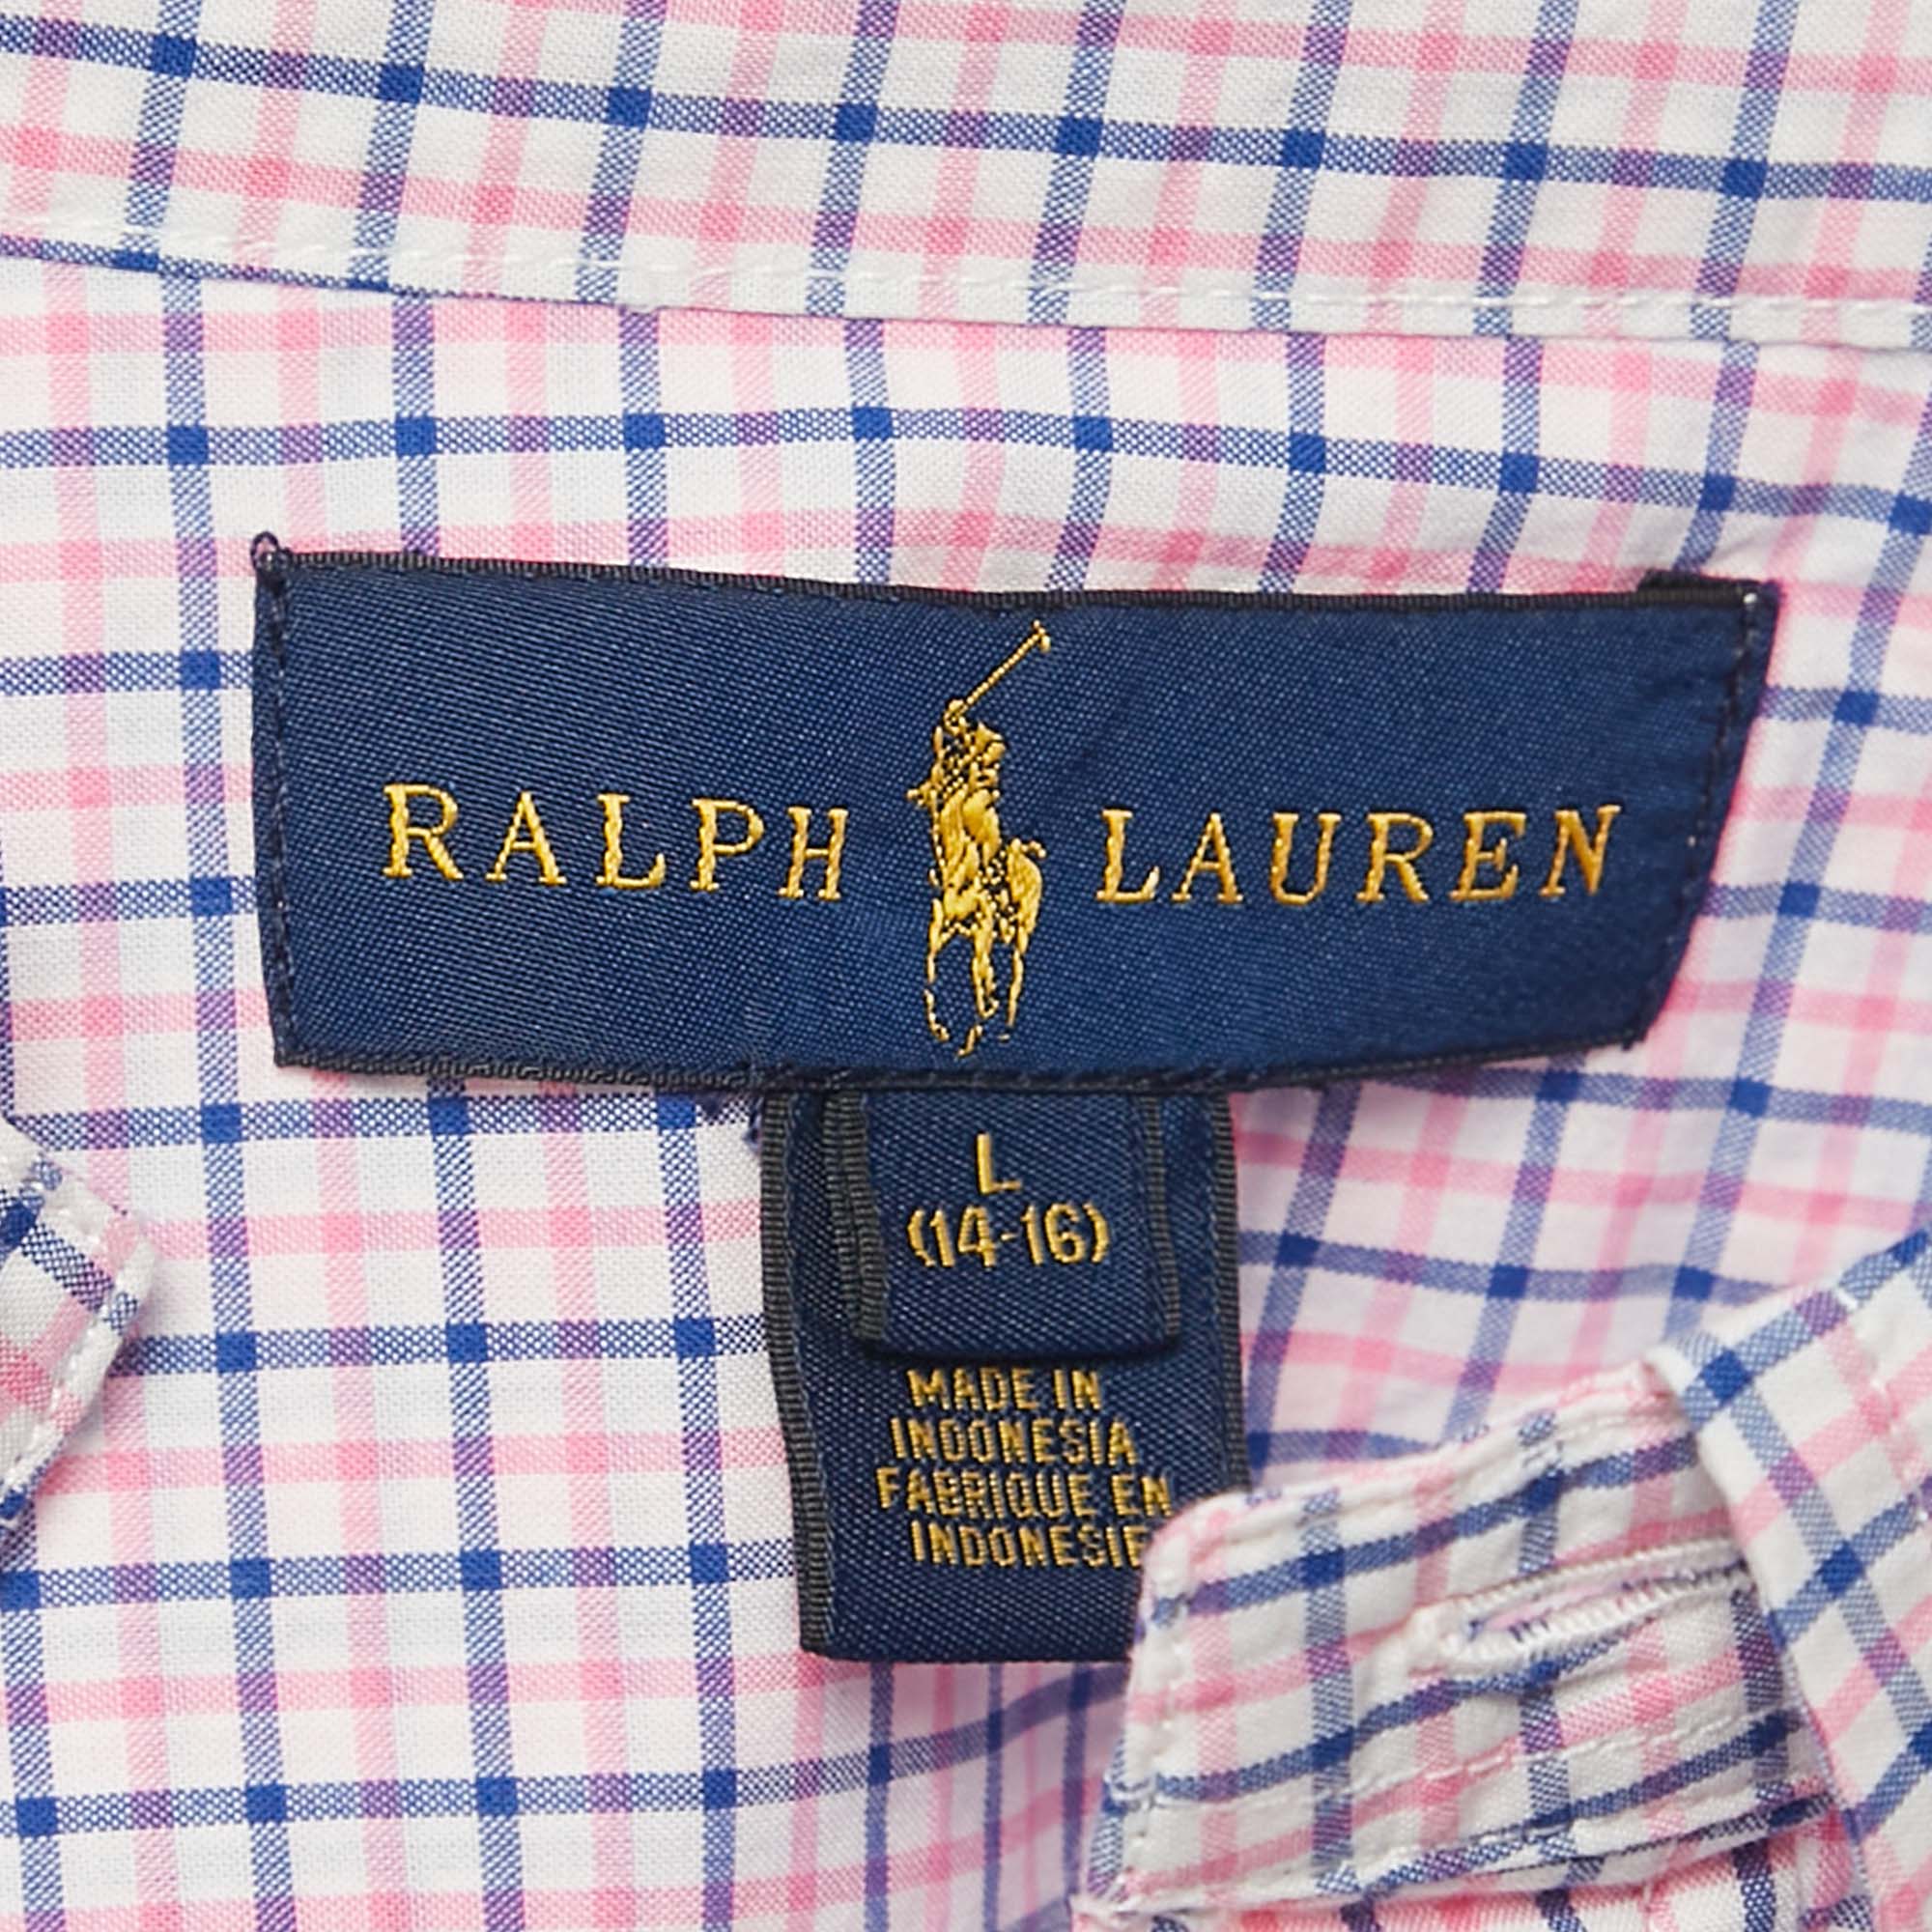 RALPH LAUREN
L
(14-16)
MADE IN
INDONESIA
FABRIQUE EN
INDONESIE